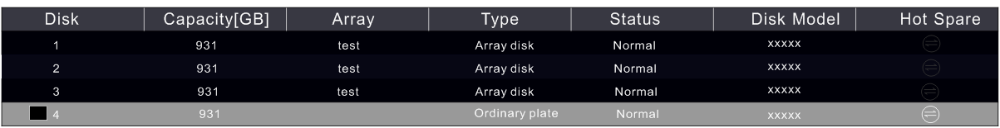 Disk Capacity[GB] Array Type Status Disk Model Hot Spare
1 931 test Array disk Normal xxxxx
2 931 test Array disk Normal xxxxx
3 931 test Array disk Normal xxxxx
4 931 Ordinary plate Normal xxxxx